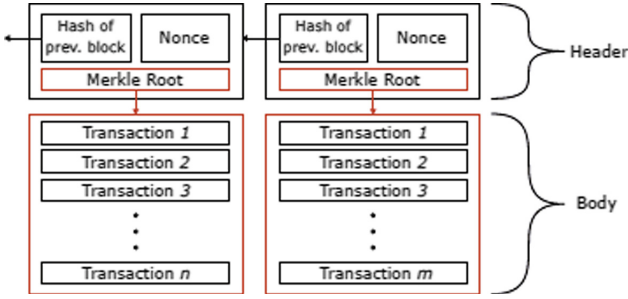 Hash of
prev. block
Nonce
Merkle Root
Hash of
prev. block
Nonce
Merkle Root
Header
Transaction 1
Transaction 2
Transaction 3
Transaction n
Transaction 1
Transaction 2
Transaction 3
Transaction m
Body